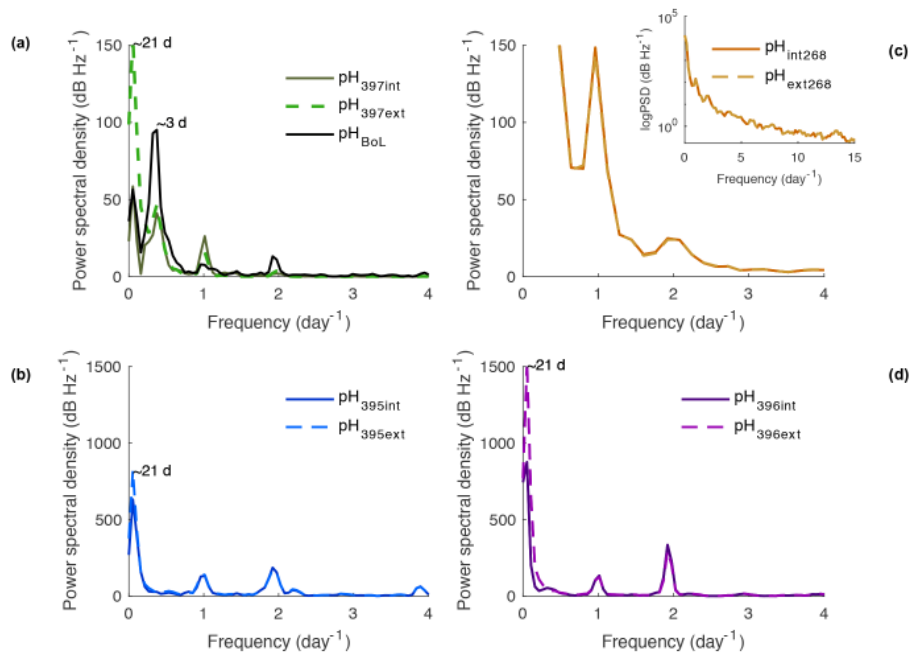 (a)
150
100
50
0
0
1
2
3
4
Power spectral density (dB Hz⁻¹)
Frequency (day⁻¹)
~21 d
~3 d
pH397int
pH397ext
pHBoL
(c)
150
100
50
0
0
1
2
3
4
Power spectral density (dB Hz⁻¹)
Frequency (day⁻¹)
10⁵
10⁰
0
5
10
15
logPSD (dB Hz⁻¹)
Frequency (day⁻¹)
pHint268
pHext268
(b)
1500
1000
500
0
0
1
2
3
4
Power spectral density (dB Hz⁻¹)
Frequency (day⁻¹)
~21 d
pH395int
pH395ext
(d)
1500
1000
500
0
0
1
2
3
4
Power spectral density (dB Hz⁻¹)
Frequency (day⁻¹)
~21 d
pH396int
pH396ext